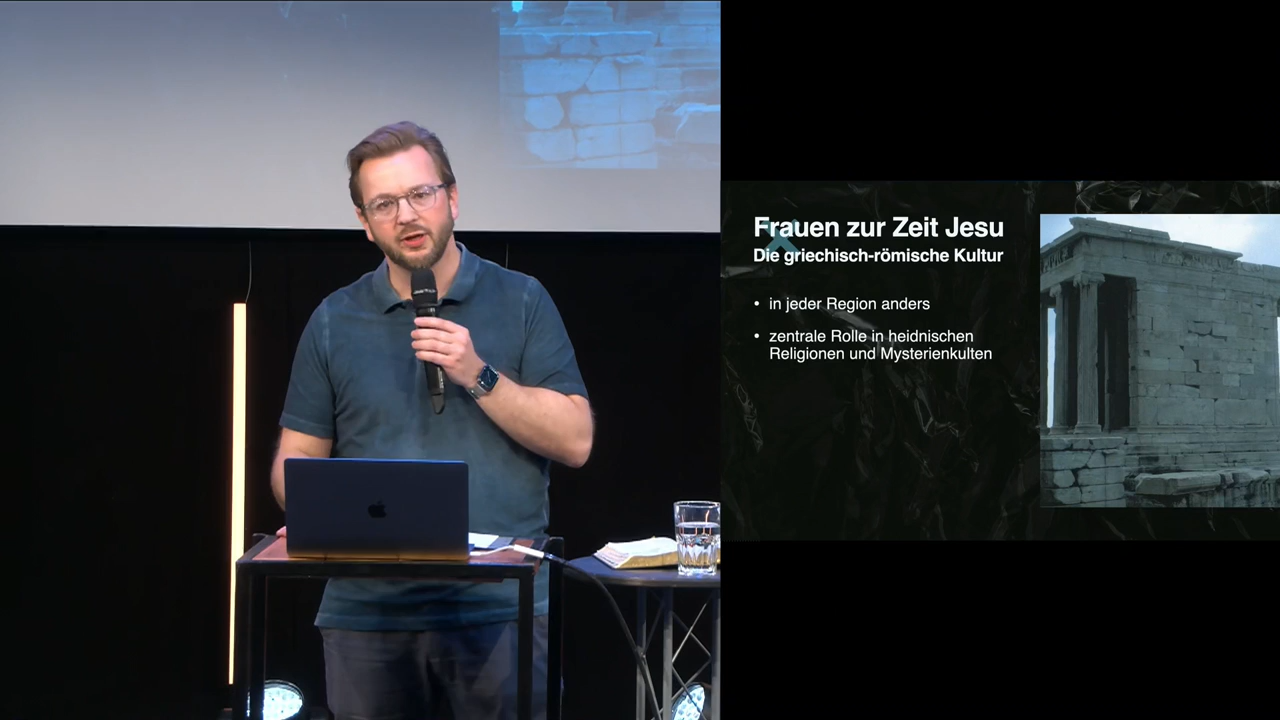 Frauen zur Zeit Jesu
Die griechisch-römische Kultur
• in jeder Region anders
• zentrale Rolle in heidnischen
Religionen und Mysterienkulten